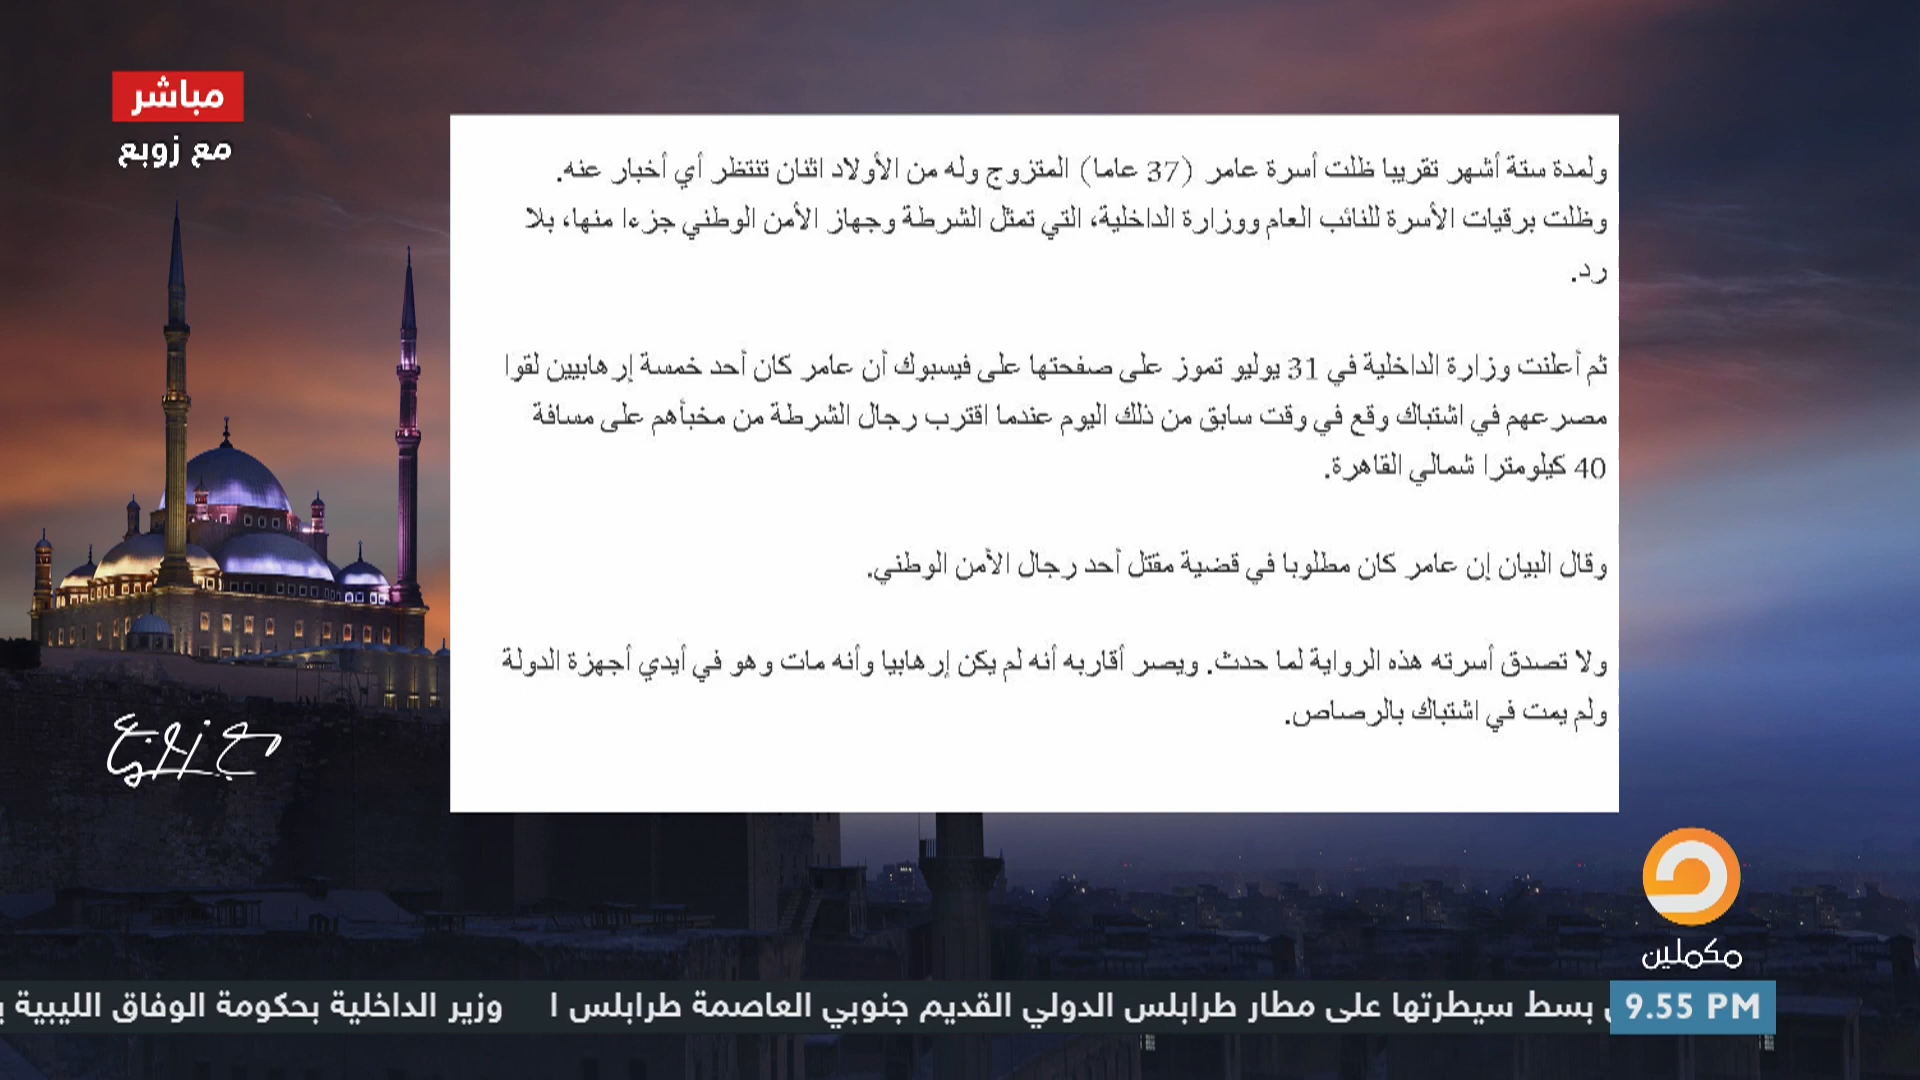 مباشر
مع زوبع
ولمدة ستة أشهر تقريبا ظلت أسرة عامر (37 عاما) المتزوج وله من الأولاد اثنان تنتظر أي أخبار عنه.
وظلت برقيات الأسرة للنائب العام ووزارة الداخلية، التي تمثل الشرطة وجهاز الأمن الوطني جزءا منها، بلا
رد.
ثم أعلنت وزارة الداخلية في 31 يوليو تموز على صفحتها على فيسبوك أن عامر كان أحد خمسة إرهابيين لقوا
مصرعهم في اشتباك وقع في وقت سابق من ذلك اليوم عندما اقترب رجال الشرطة من مخبأهم على مسافة
40 كيلومترا شمالي القاهرة.
وقال البيان إن عامر كان مطلوبا في قضية مقتل أحد رجال الأمن الوطني.
ولا تصدق أسرته هذه الرواية لما حدث. ويصر أقاربه أنه لم يكن إرهابيا وأنه مات وهو في أيدي أجهزة الدولة
ولم يمت في اشتباك بالرصاص.
مع زوبع
مكملين
9.55 PM
بسط سيطرتها على مطار طرابلس الدولي القديم جنوبي العاصمة طرابلس ا وزير الداخلية بحكومة الوفاق الليبية